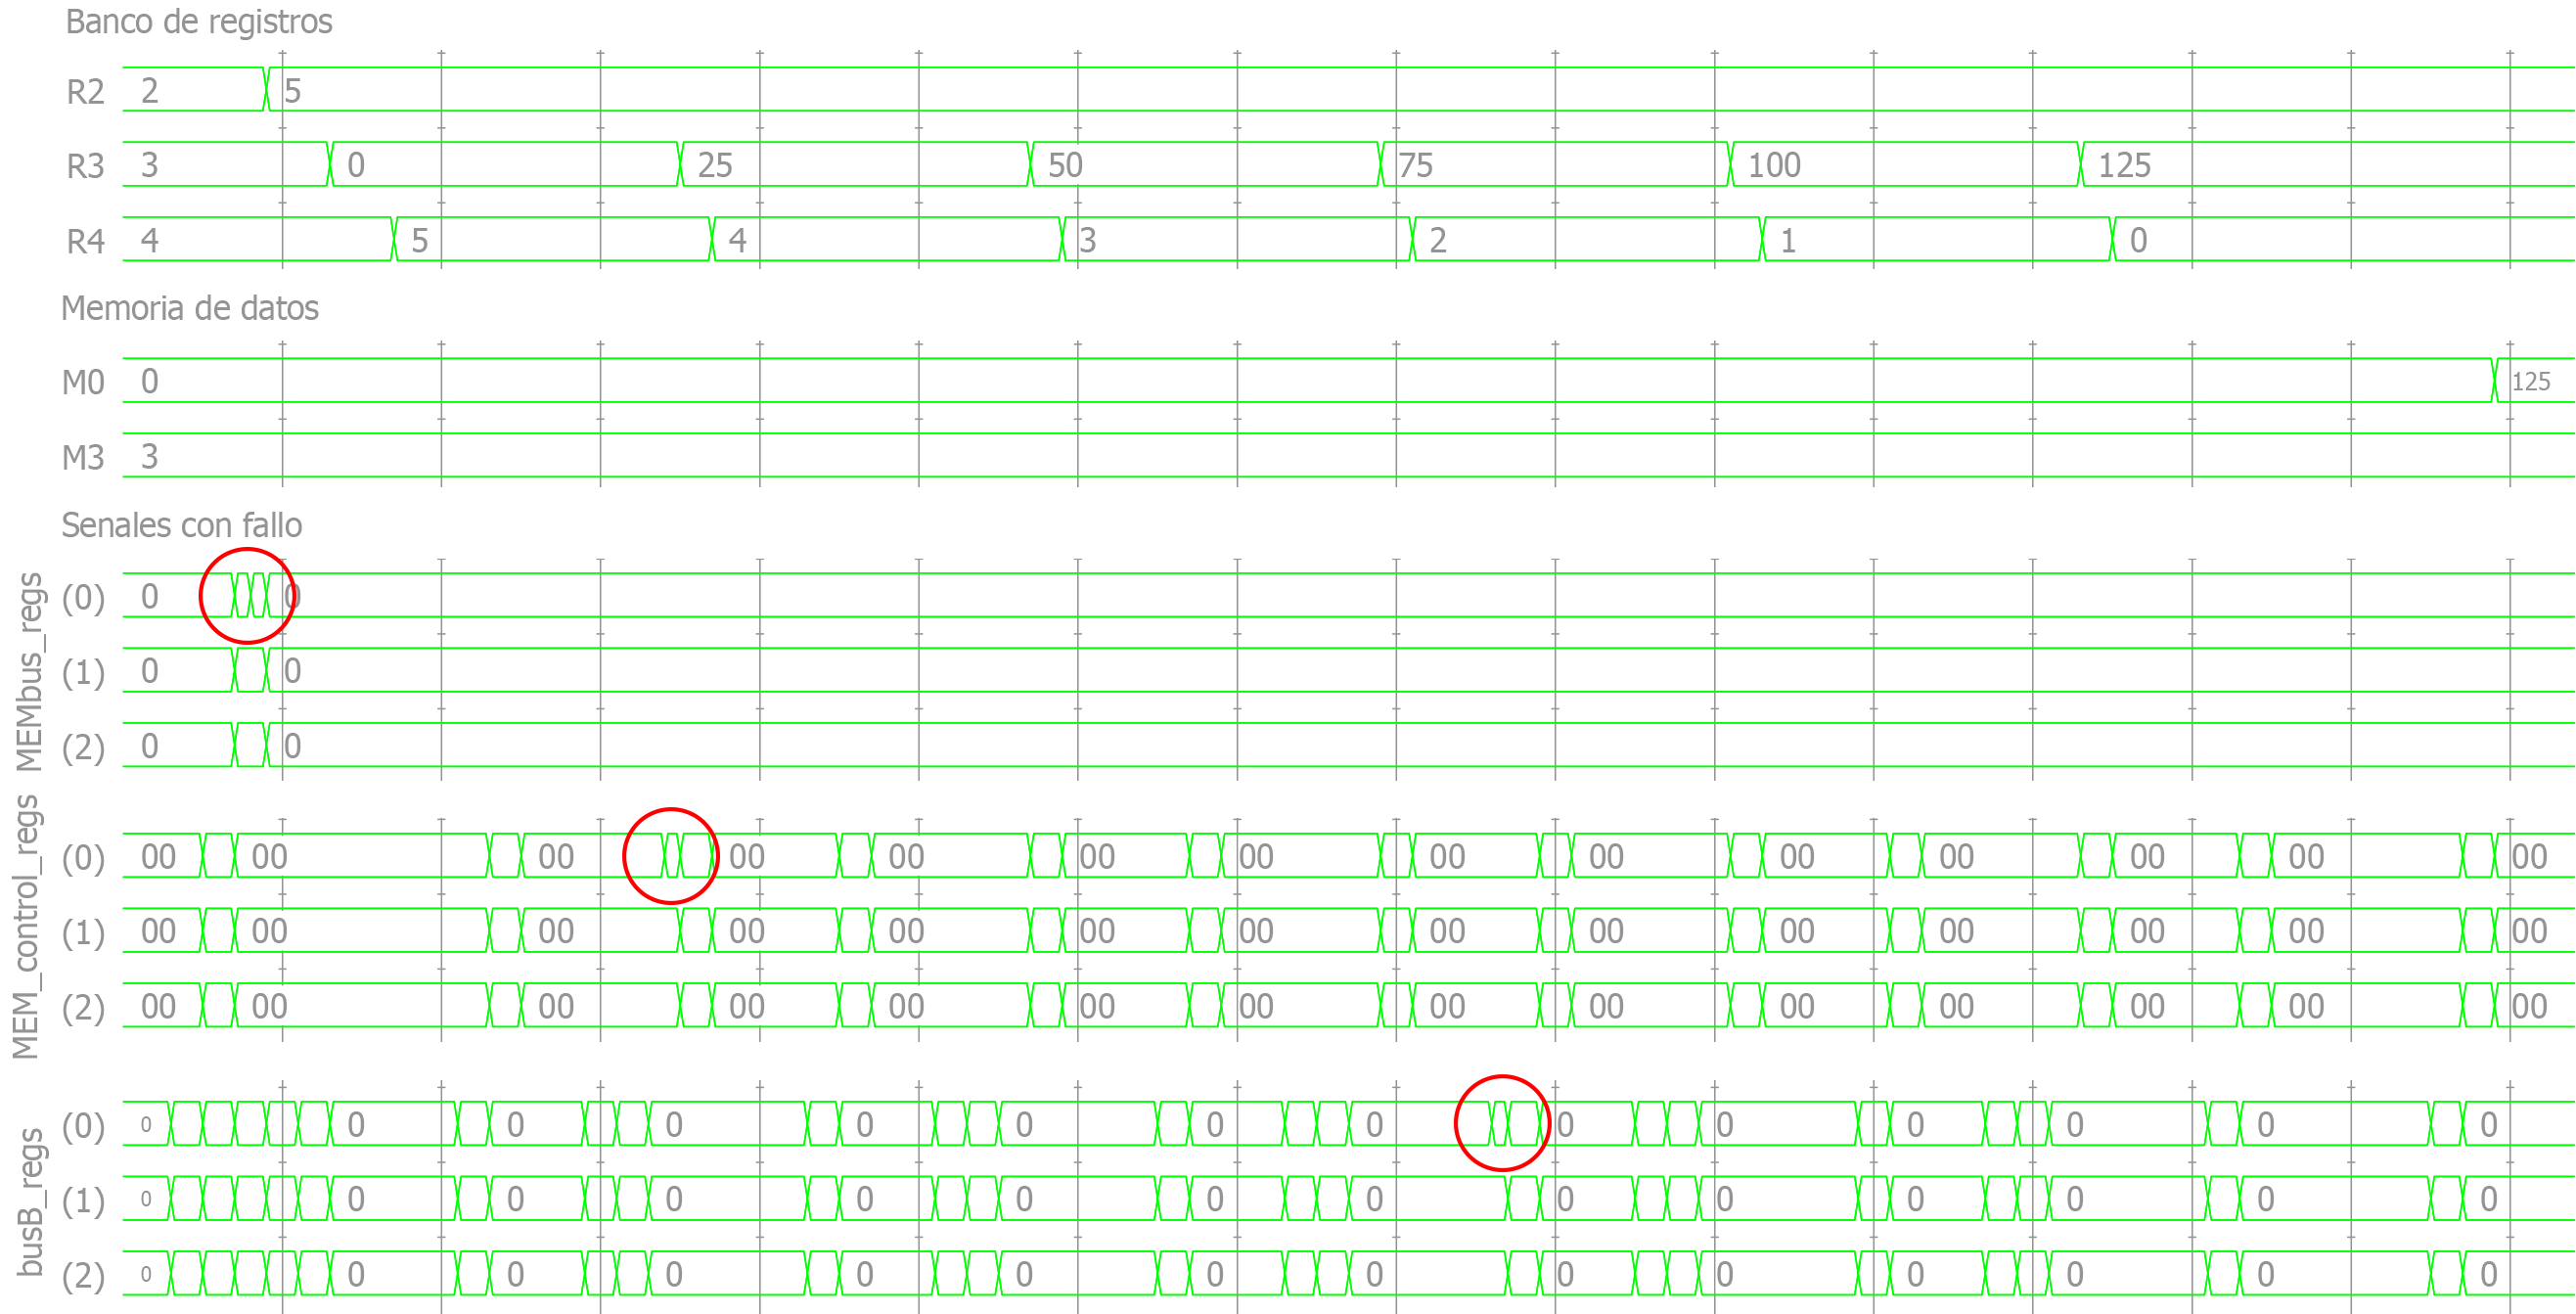 Banco de registros
R2 2 5
R3 3 0 25 50 75 100 125
R4 4 5 4 3 2 1 0
Memoria de datos
M0 0 125
M3 3
Senales con fallo
MEMbus_regs
(0) 0 0
(1) 0 0
(2) 0 0
MEM_control_regs
(0) 00 00 00 00 00 00 00 00 00 00 00 00 00 00
(1) 00 00 00 00 00 00 00 00 00 00 00 00 00 00
(2) 00 00 00 00 00 00 00 00 00 00 00 00 00 00
busB_regs
(0) 0 0 0 0 0 0 0 0 0 0 0 0 0 0
(1) 0 0 0 0 0 0 0 0 0 0 0 0 0 0
(2) 0 0 0 0 0 0 0 0 0 0 0 0 0 0